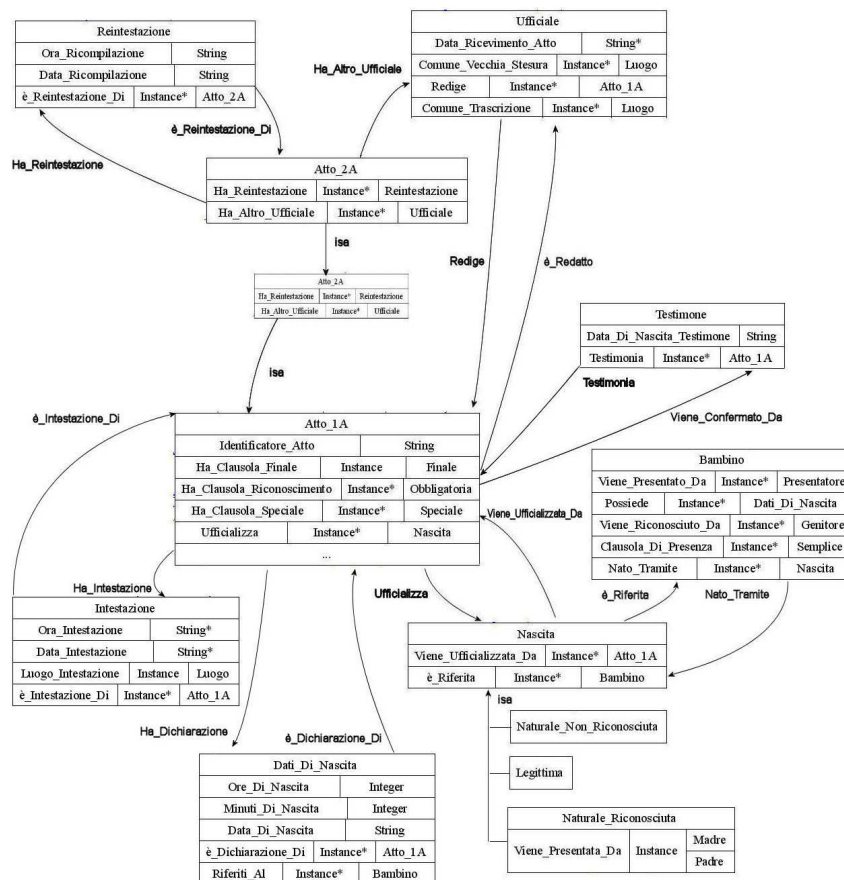 Reintestazione
Ora_Ricompilazione String
Data_Ricompilazione String
è_Reintestazione_Di Instance* Atto_2A
Ufficiale
Data_Ricevimento_Atto String*
Comune_Vecchia_Stesura Instance* Luogo
Redige Instance* Atto_1A
Comune_Trascrizione Instance* Luogo
Ha_Altro_Ufficiale
è_Reintestazione_Di
Ha_Reintestazione
Atto_2A
Ha_Reintestazione Instance* Reintestazione
Ha_Altro_Ufficiale Instance* Ufficiale
isa
Redige
è_Redatto
Atto_2A
Ha_Reintestazione Instance* Reintestazione
Ha_Altro_Ufficiale Instance* Ufficiale
Testimone
Data_Di_Nascita_Testimone String
Testimonia Instance* Atto_1A
isa
Testimonia
è_Intestazione_Di
Viene_Confermato_Da
Atto_1A
Identificatore_Atto String
Ha_Clausola_Finale Instance Finale
Ha_Clausola_Riconoscimento Instance* Obbligatoria
Ha_Clausola_Speciale Instance* Speciale
Ufficializza Instance* Nascita
...
Bambino
Viene_Presentato_Da Instance* Presentatore
Possiede Instance* Dati_Di_Nascita
Viene_Riconosciuto_Da Instance* Genitore
Clausola_Di_Presenza Instance* Semplice
Nato_Tramite Instance* Nascita
Viene_Ufficializzata_Da
Ha_Intestazione
Ufficializza
è_Riferita
Nato_Tramite
Intestazione
Ora_Intestazione String*
Data_Intestazione String*
Luogo_Intestazione Instance Luogo
è_Intestazione_Di Instance* Atto_1A
Nascita
Viene_Ufficializzata_Da Instance* Atto_1A
è_Riferita Instance* Bambino
isa
Naturale_Non_Riconosciuta
Legittima
Naturale_Riconosciuta
Viene_Presentata_Da Instance Madre
Padre
Ha_Dichiarazione
è_Dichiarazione_Di
Dati_Di_Nascita
Ore_Di_Nascita Integer
Minuti_Di_Nascita Integer
Data_Di_Nascita String
è_Dichiarazione_Di Instance* Atto_1A
Riferiti_Al Instance* Bambino